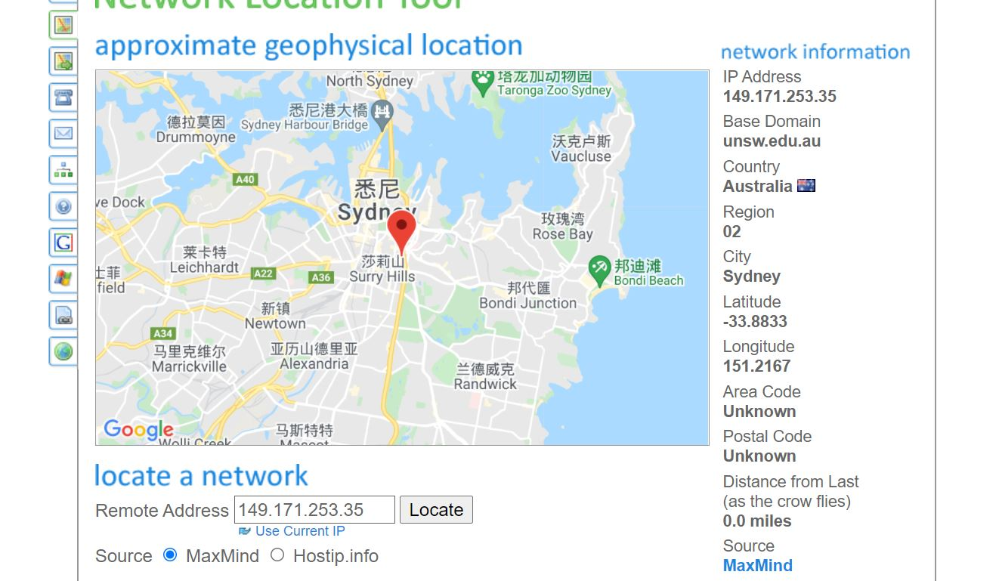 Network Location Tool
approximate geophysical location
North Sydney
塔龙加动物园
Taronga Zoo Sydney
悉尼港大橋
Sydney Harbour Bridge
德拉莫因
Drummoyne
沃克卢斯
Vaucluse
A40
悉尼
Sydney
ve Dock
玫瑰湾
Rose Bay
莱卡特
Leichhardt
莎莉山
Surry Hills
士菲
field
A22
A36
邦迪滩
Bondi Beach
邦代匯
Bondi Junction
新镇
Newtown
A34
马里克维尔
Marrickville
亚历山德里亚
Alexandria
兰德威克
Randwick
马斯特特
Mascot
Google
Wolli Creek
network information
IP Address
149.171.253.35
Base Domain
unsw.edu.au
Country
Australia
Region
02
City
Sydney
Latitude
-33.8833
Longitude
151.2167
Area Code
Unknown
Postal Code
Unknown
Distance from Last
(as the crow flies)
0.0 miles
Source
MaxMind
locate a network
Remote Address 149.171.253.35 Locate
Use Current IP
Source MaxMind Hostip.info